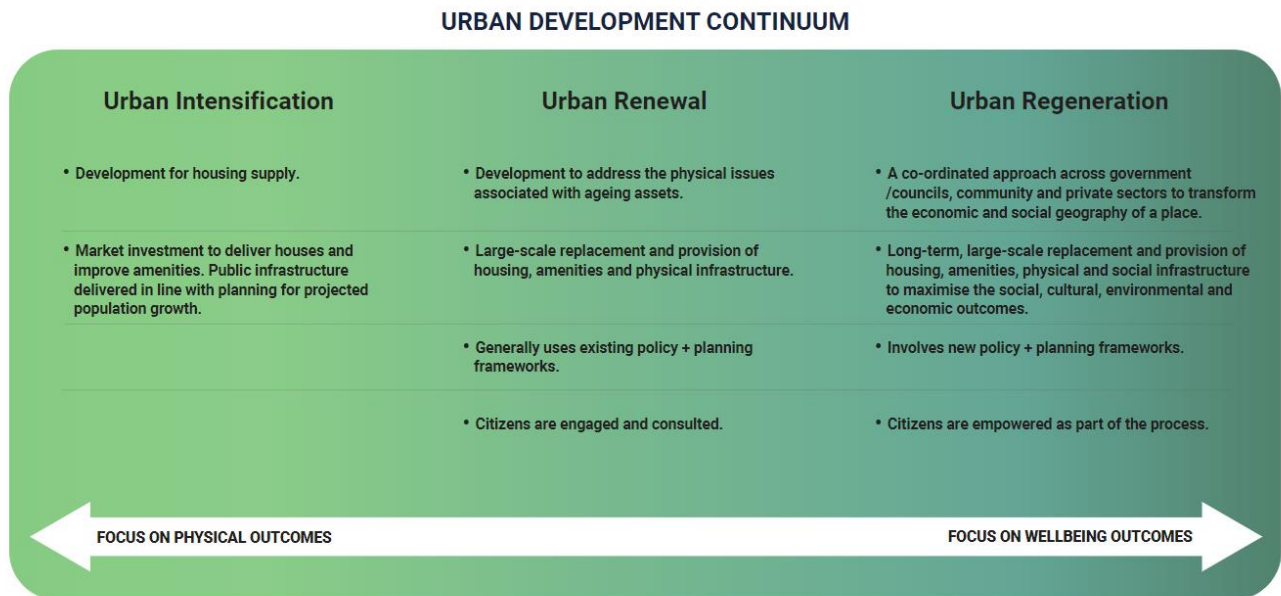 URBAN DEVELOPMENT CONTINUUM
Urban Intensification
• Development for housing supply.
• Market investment to deliver houses and
improve amenities. Public infrastructure
delivered in line with planning for projected
population growth.
Urban Renewal
• Development to address the physical issues
associated with ageing assets.
• Large-scale replacement and provision of
housing, amenities and physical infrastructure.
• Generally uses existing policy + planning
frameworks.
• Citizens are engaged and consulted.
Urban Regeneration
• A co-ordinated approach across government
/councils, community and private sectors to transform
the economic and social geography of a place.
• Long-term, large-scale replacement and provision of
housing, amenities, physical and social infrastructure
to maximise the social, cultural, environmental and
economic outcomes.
• Involves new policy + planning frameworks.
• Citizens are empowered as part of the process.
FOCUS ON PHYSICAL OUTCOMES
FOCUS ON WELLBEING OUTCOMES